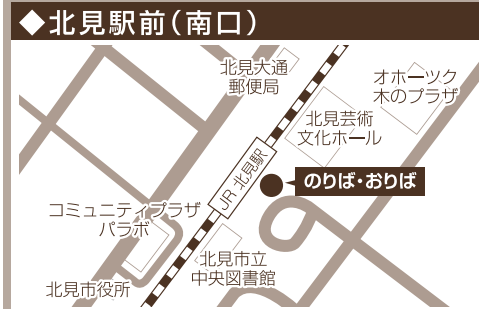 ◆北見駅前（南口）
北見大通
郵便局
オホーツク
木のプラザ
北見芸術
文化ホール
JR 北見駅
のりば・おりば
コミュニティプラザ
パラボ
北見市立
中央図書館
北見市役所